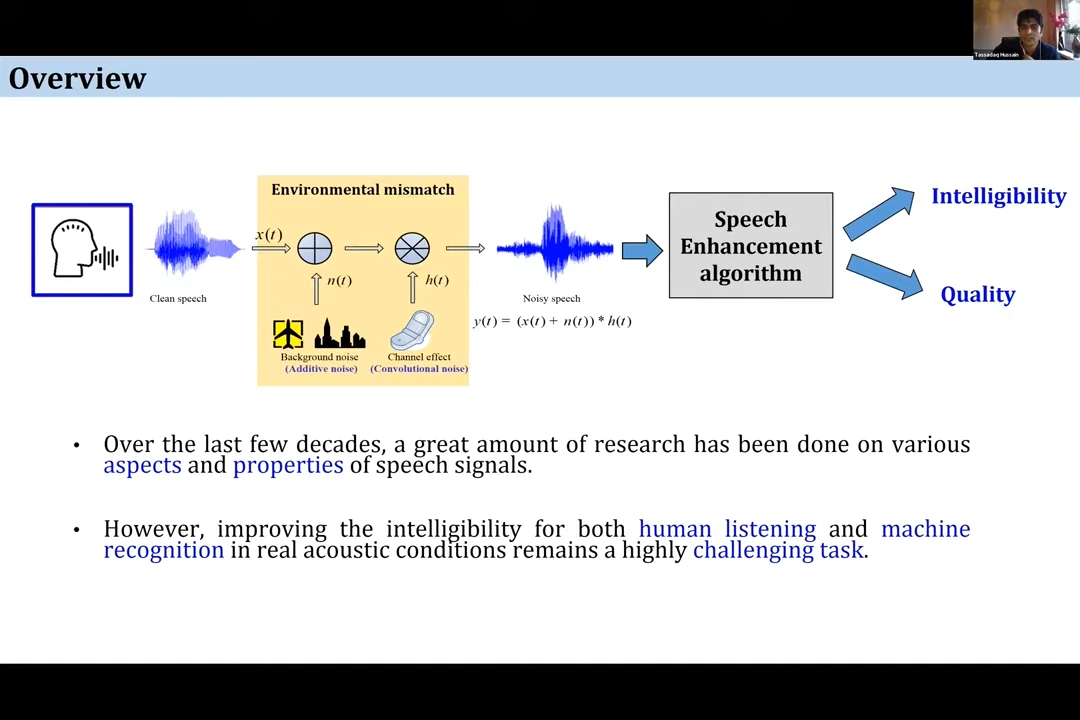 Tassadaq Hussain
Overview
Environmental mismatch
x(t)
n(t)
h(t)
Clean speech
Background noise
(Additive noise)
Channel effect
(Convolutional noise)
Noisy speech
y(t) = (x(t) + n(t)) * h(t)
Speech
Enhancement
algorithm
Intelligibility
Quality
• Over the last few decades, a great amount of research has been done on various
aspects and properties of speech signals.
• However, improving the intelligibility for both human listening and machine
recognition in real acoustic conditions remains a highly challenging task.